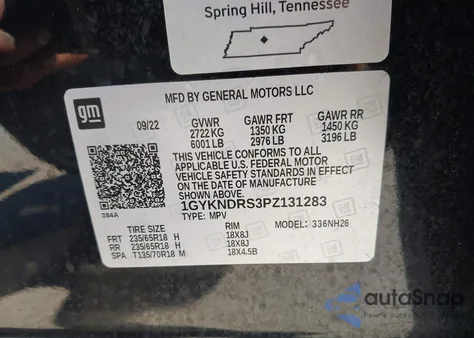 Spring Hill, Tennessee
MFD BY GENERAL MOTORS LLC
gm
09/22 GVWR GAWR FRT GAWR RR
2722 KG 1350 KG 1450 KG
6001 LB 2976 LB 3196 LB
THIS VEHICLE CONFORMS TO ALL
APPLICABLE U.S. FEDERAL MOTOR
VEHICLE SAFETY STANDARDS IN EFFECT
ON THE DATE OF MANUFACTURE SHOWN ABOVE.
1GYKNDRS3PZ131283
384A
TYPE: MPV MODEL: 336NH26
TIRE SIZE RIM
FRT 235/65R18 H 18X8J
RR 235/65R18 H 18X8J
SPA T135/70R18 M 18X4.5B
autoSnap